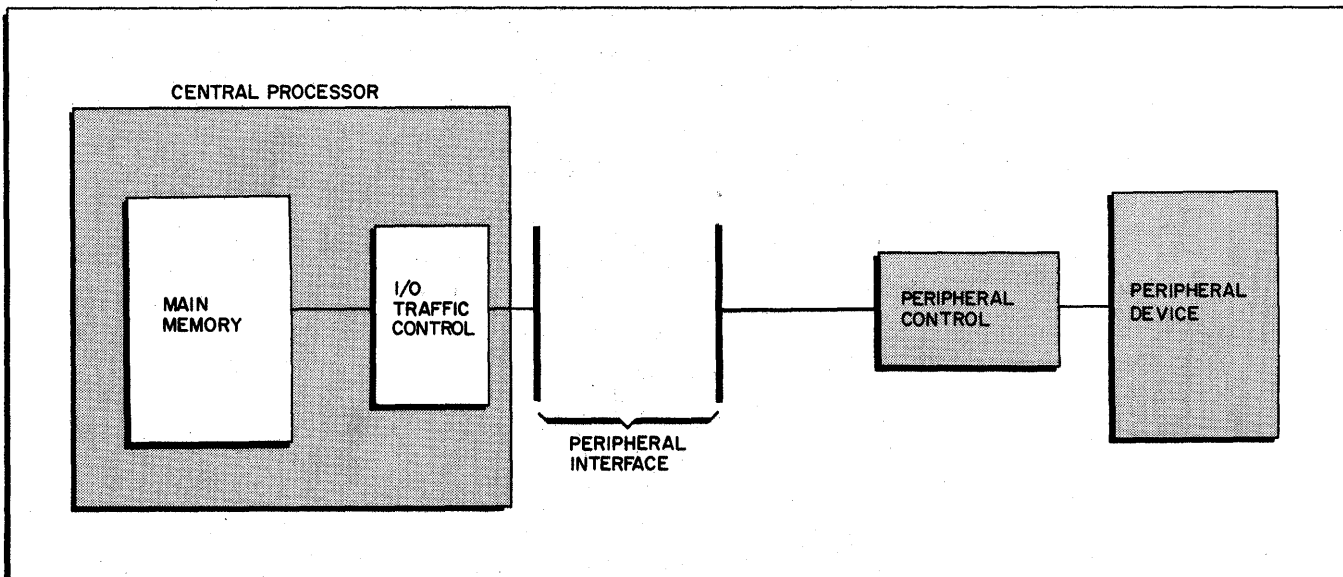 CENTRAL PROCESSOR
MAIN
MEMORY
I/O
TRAFFIC
CONTROL
PERIPHERAL
INTERFACE
PERIPHERAL
CONTROL
PERIPHERAL
DEVICE